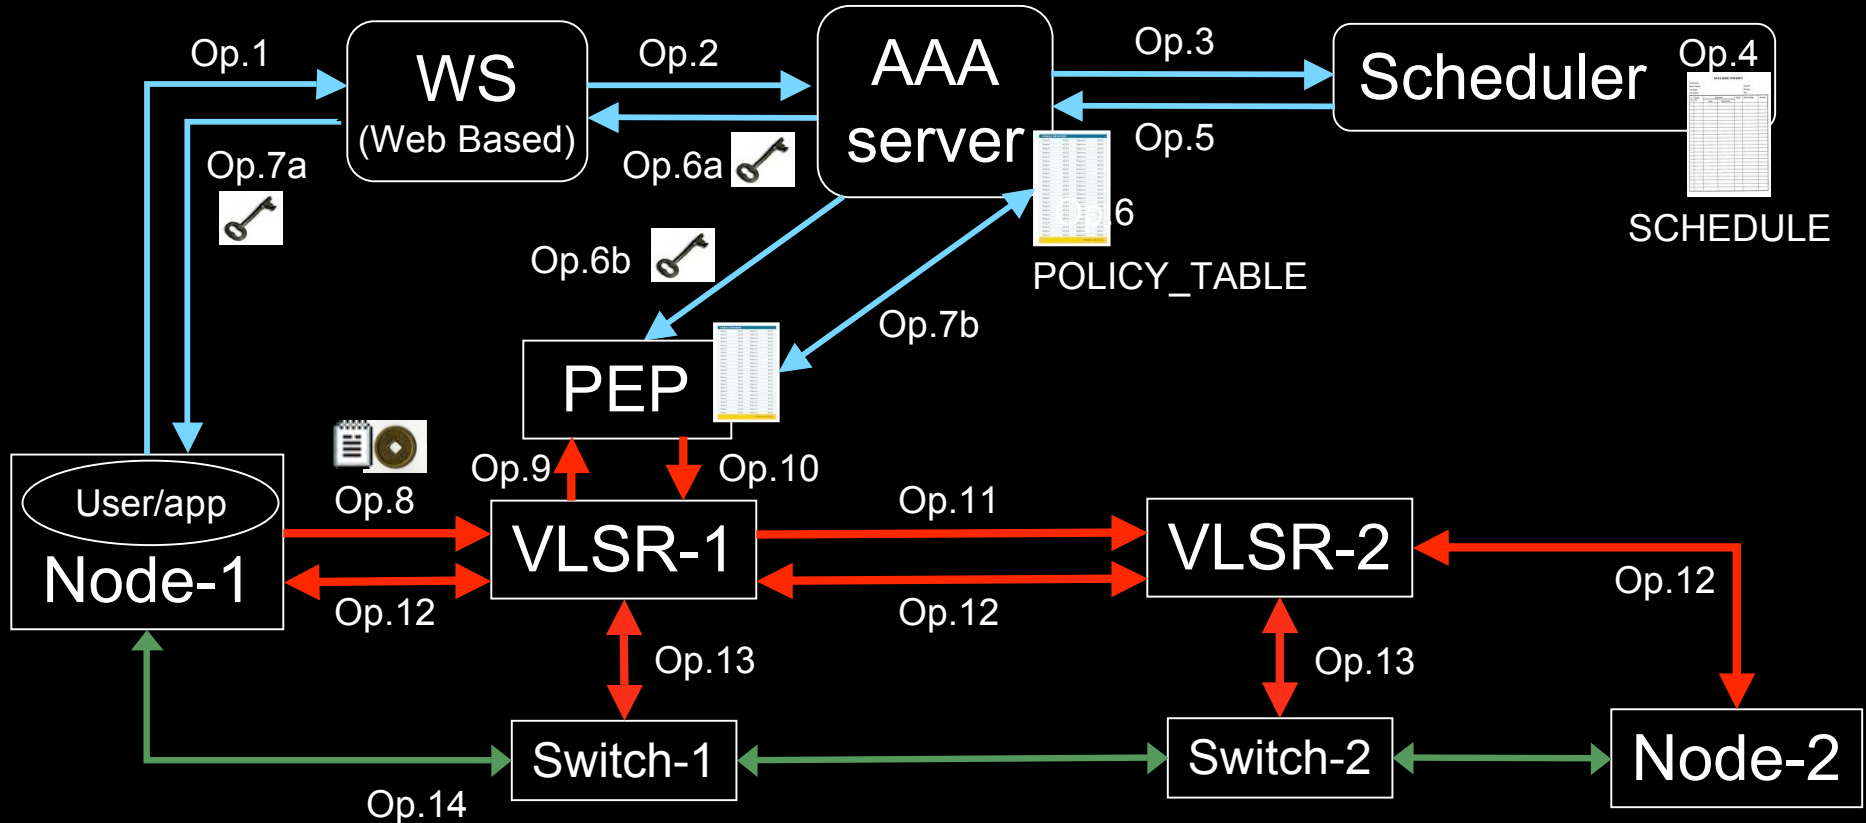 Op.1
WS
(Web Based)
Op.2
AAA
server
Op.3
Scheduler
Op.4
Op.5
Op.7a
Op.6a
.6
SCHEDULE
Op.6b
POLICY_TABLE
Op.7b
PEP
Op.8
Op.9
Op.10
Op.11
User/app
Node-1
VLSR-1
VLSR-2
Op.12
Op.12
Op.12
Op.13
Op.13
Switch-1
Switch-2
Node-2
Op.14